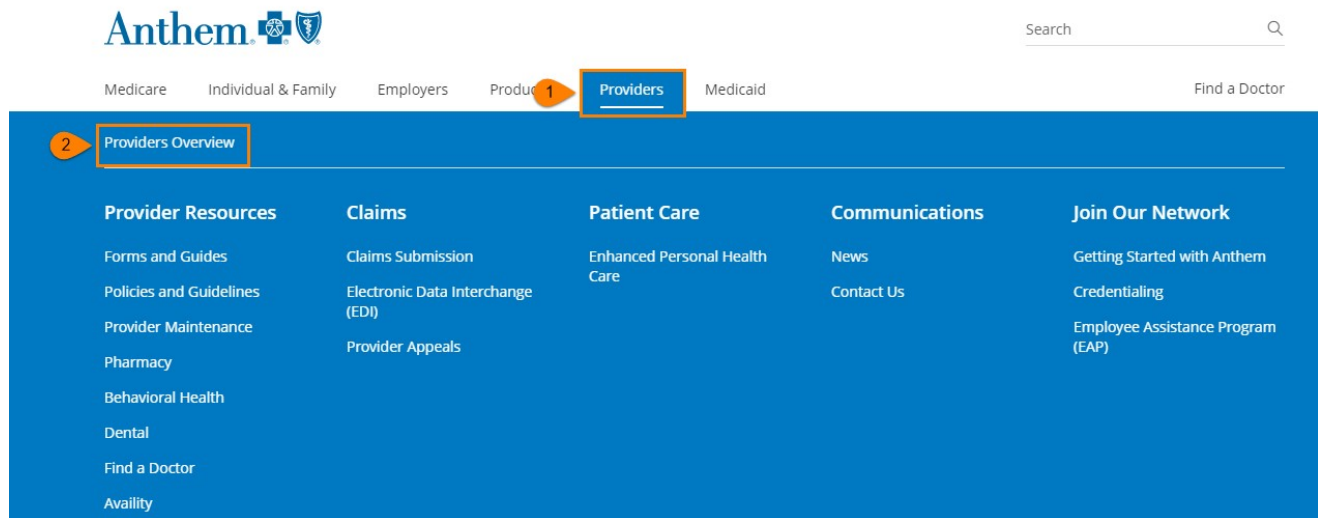 Anthem
Search
Medicare Individual & Family Employers Produc 1 Providers Medicaid Find a Doctor
2 Providers Overview
Provider Resources
Forms and Guides
Policies and Guidelines
Provider Maintenance
Pharmacy
Behavioral Health
Dental
Find a Doctor
Availity
Claims
Claims Submission
Electronic Data Interchange
(EDI)
Provider Appeals
Patient Care
Enhanced Personal Health
Care
Communications
News
Contact Us
Join Our Network
Getting Started with Anthem
Credentialing
Employee Assistance Program
(EAP)